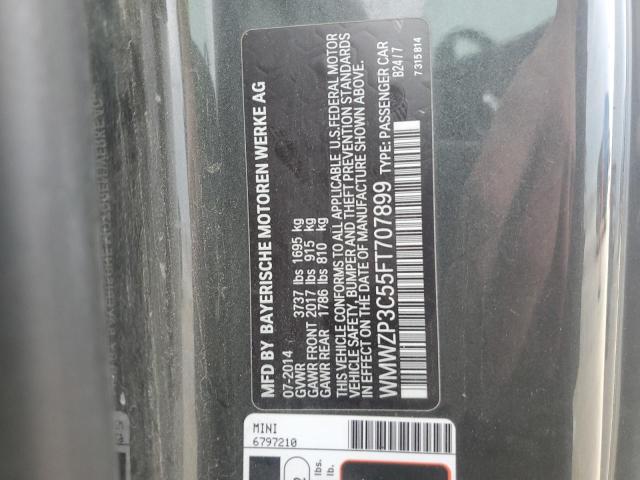 MFD BY BAYERISCHE MOTOREN WERKE AG
07-2014
GVWR 3737 lbs 1695 kg
GAWR FRONT 2017 lbs 915 kg
GAWR REAR 1786 lbs 810 kg
THIS VEHICLE CONFORMS TO ALL APPLICABLE U.S.FEDERAL MOTOR
VEHICLE SAFETY, BUMPER AND THEFT PREVENTION STANDARDS
IN EFFECT ON THE DATE OF MANUFACTURE SHOWN ABOVE.
WMWZP3C55FT707899 TYPE: PASSENGER CAR
B24/7
7315814
MINI
6797210
lbs.
lb.